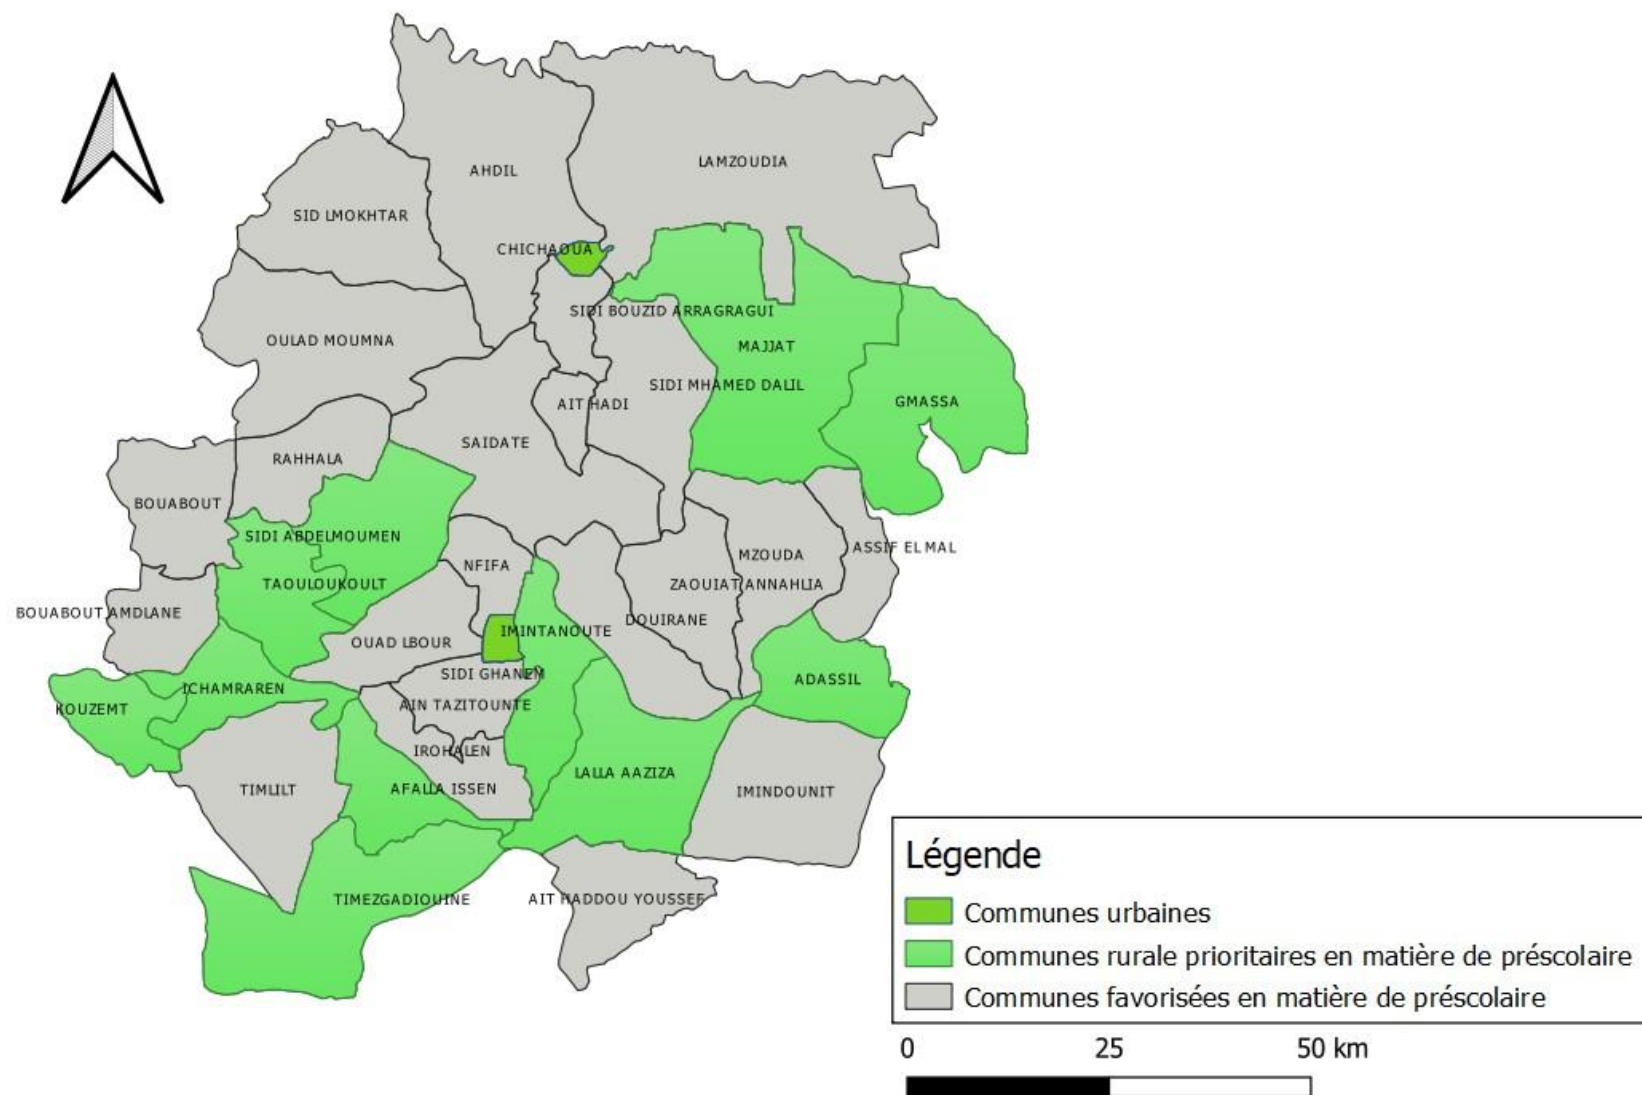 AHDIL
LAMZOUDIA
SID LMOKHTAR
CHICHAOUA
SIDI BOUZID ARRAGRAGUI
OULAD MOUMNA
MAJJAT
SIDI MHAMED DALIL
AIT HADI
GMASSA
SAIDATE
RAHHALA
BOUABOUT
SIDI ABDELMOUMEN
ASSIF EL MAL
MZOUDA
NFIFA
TAOULOUKOULT
ZAOUIAT ANNAHLIA
BOUABOUT AMDLANE
DOUIRANE
IMINTANOUTE
OUAD LBOUR
SIDI GHANEM
ADASSIL
ICHAMRAREN
AIN TAZITOUNTE
KOUZEMT
IROHALEN
LALLA AAZIZA
TIMLILT
AFALLA ISSEN
IMINDOUNIT
TIMEZGADIOUINE
AIT HADDOU YOUSSEF
Légende
Communes urbaines
Communes rurale prioritaires en matière de préscolaire
Communes favorisées en matière de préscolaire
0 25 50 km